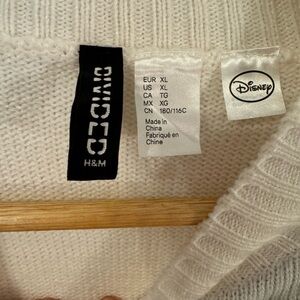 DIVIDED
H&M
EUR XL
US XL
CA TG
MX XG
CN 180/116C
Made in
China
Fabriqué en
Chine
Disney